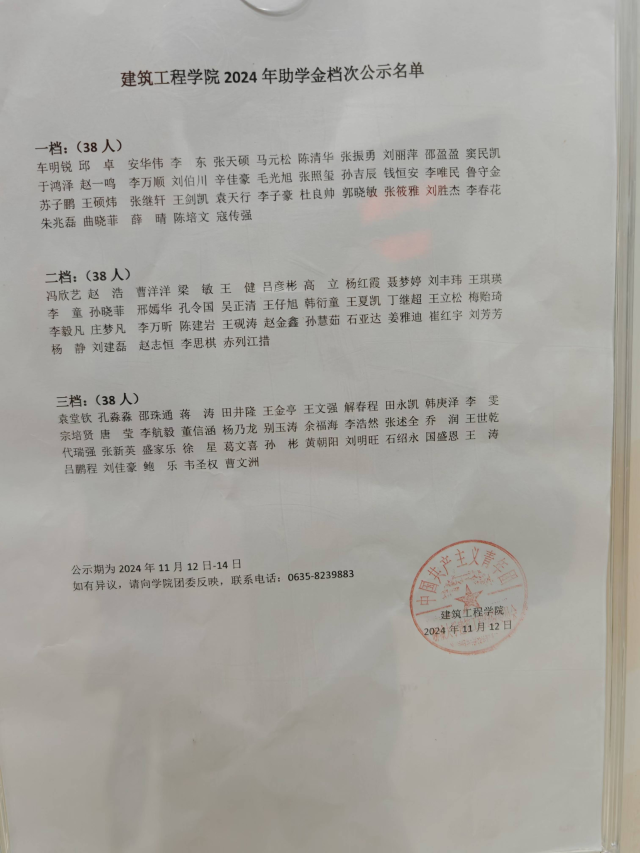 建筑工程学院 2024 年助学金档次公示名单
一档：（38 人）
车明锐 邱　卓 安华伟 李　东 张天硕 马元松 陈清华 张振勇 刘丽萍 邵盈盈 窦民凯
于鸿泽 赵一鸣 李万顺 刘伯川 辛佳豪 毛光旭 张照玺 孙吉辰 钱恒安 李唯民 鲁守金
苏子鹏 王硕炜 张继轩 王剑凯 袁天行 李子豪 杜良帅 郭晓敏 张筱雅 刘胜杰 李春花
朱兆磊 曲晓菲 薛　晴 陈培文 寇传强
二档：（38 人）
冯欣艺 赵　浩 曹洋洋 梁　敏 王　健 吕彦彬 高　立 杨红霞 聂梦婷 刘丰玮 王琪瑛
李　童 孙晓菲 邢嫣华 孔令国 吴正清 王仔旭 韩衍童 王夏凯 丁继超 王立松 梅贻琦
李毅凡 庄梦凡 李万昕 陈建岩 王砚涛 赵金鑫 孙慧茹 石亚达 姜雅迪 崔红宇 刘芳芳
杨　静 刘建磊 赵志恒 李思棋 赤列江措
三档：（38 人）
袁堂钦 孔淼淼 邵珠通 蒋　涛 田井隆 王金亭 王文强 解春程 田永凯 韩庚泽 李　雯
宗培贤 唐　莹 李航毅 董信涵 杨乃龙 别玉涛 余福海 李浩然 张述全 乔　润 王世乾
代瑞强 张新英 盛家乐 徐　星 葛文喜 孙　彬 黄朝阳 刘明旺 石绍永 国盛恩 王　涛
吕鹏程 刘佳豪 鲍　乐 韦圣权 曹文洲
公示期为 2024 年 11 月 12 日-14 日
如有异议，请向学院团委反映，联系电话：0635-8239883
中国共产主义青年团
建筑工程学院
2024 年 11 月 12 日